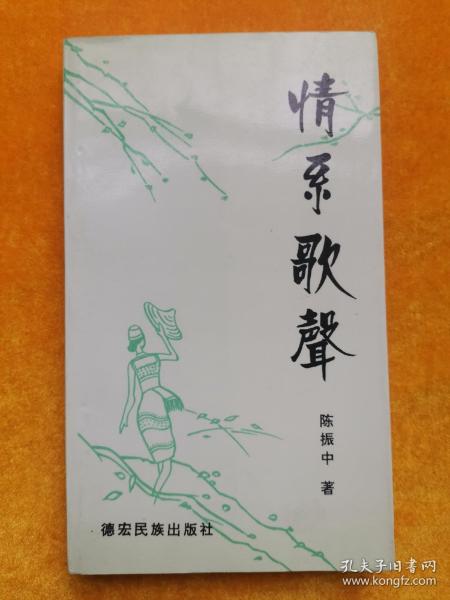 情系歌聲
陈振中 著
德宏民族出版社
孔夫子旧书网
www.kongfz.com